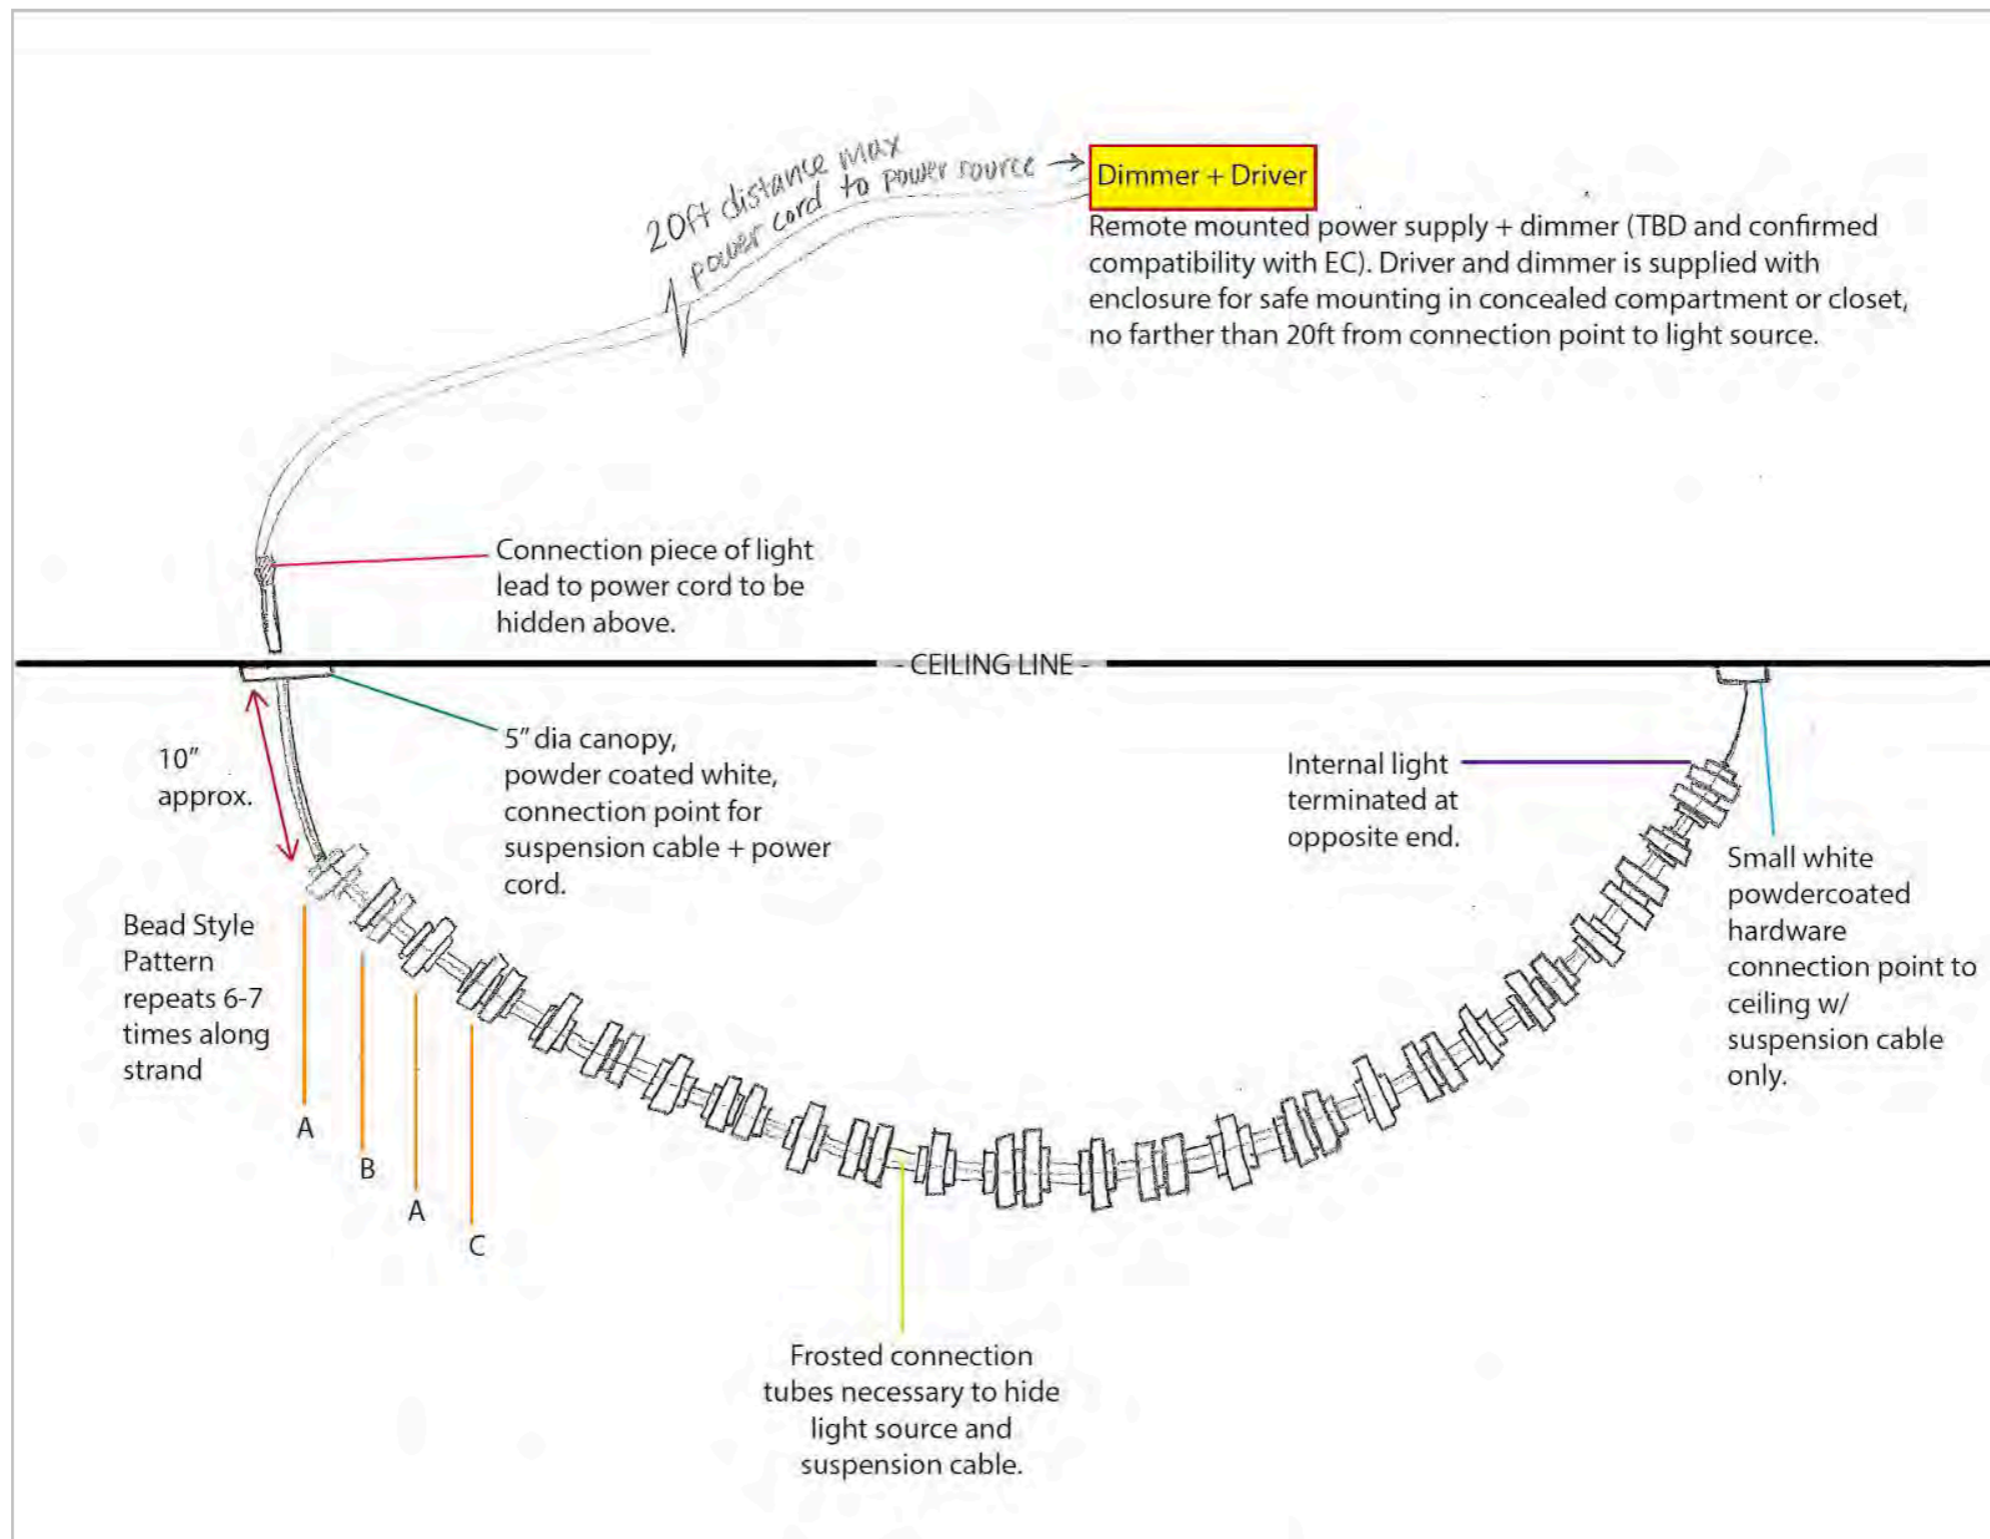 20ft distance max
power cord to power source →
Dimmer + Driver
Remote mounted power supply + dimmer (TBD and confirmed
compatibility with EC). Driver and dimmer is supplied with
enclosure for safe mounting in concealed compartment or closet,
no farther than 20ft from connection point to light source.
Connection piece of light
lead to power cord to be
hidden above.
- CEILING LINE -
10”
approx.
5” dia canopy,
powder coated white,
connection point for
suspension cable + power
cord.
Internal light
terminated at
opposite end.
Small white
powdercoated
hardware
connection point to
ceiling w/
suspension cable
only.
Bead Style
Pattern
repeats 6-7
times along
strand
A
B
A
C
Frosted connection
tubes necessary to hide
light source and
suspension cable.